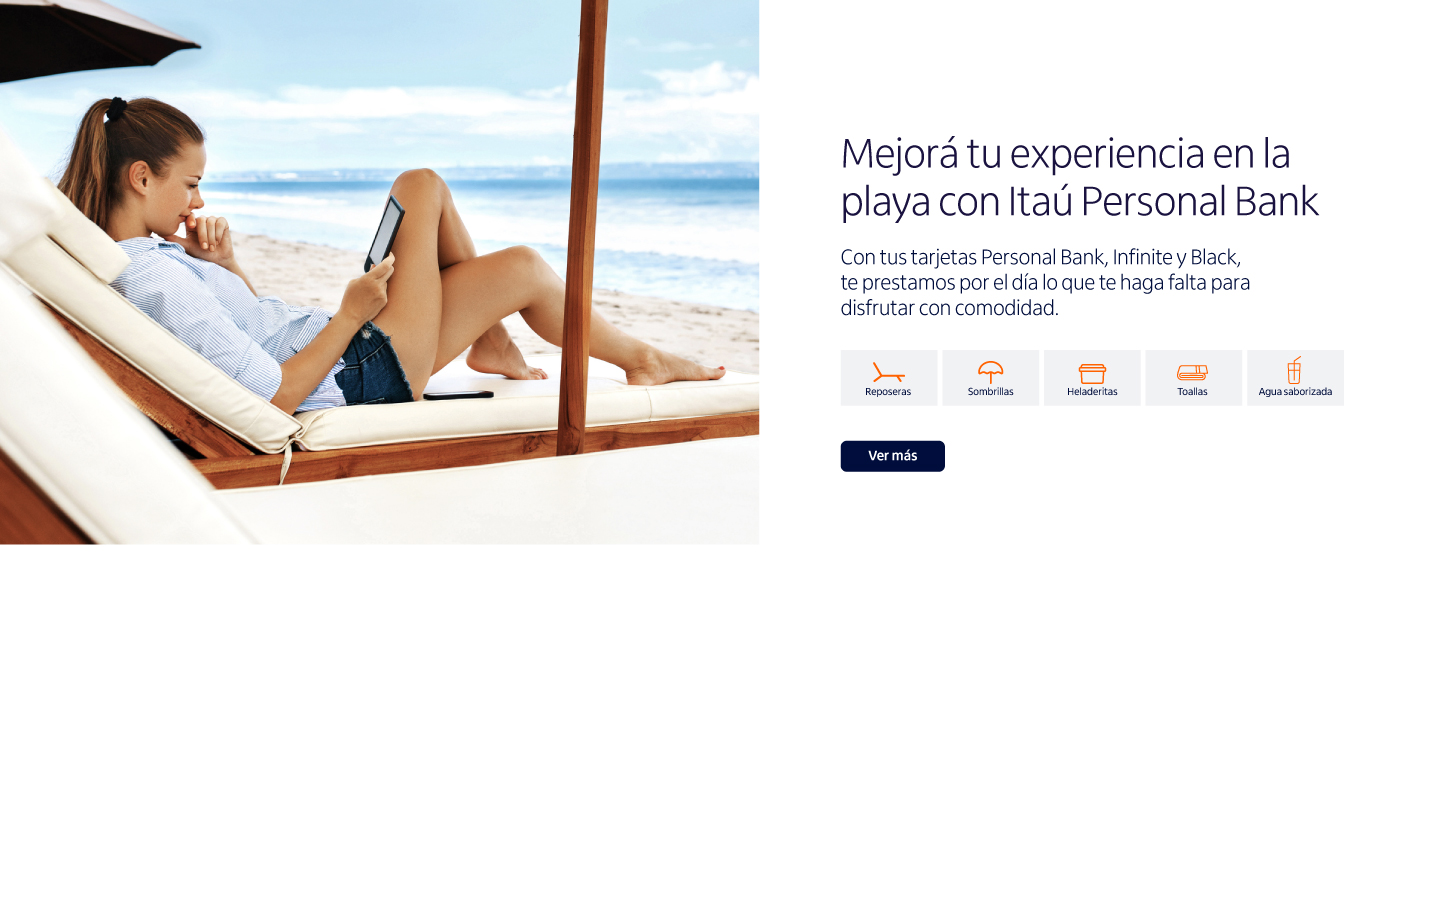 Mejorá tu experiencia en la
playa con Itaú Personal Bank
Con tus tarjetas Personal Bank, Infinite y Black,
te prestamos por el día lo que te haga falta para
disfrutar con comodidad.
Reposeras
Sombrillas
Heladeritas
Toallas
Agua saborizada
Ver más